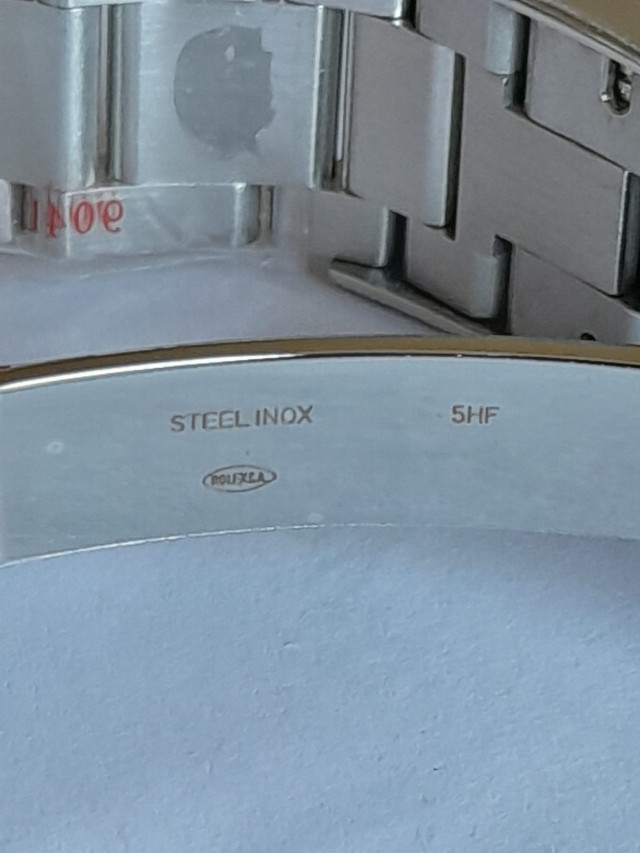 STEEL INOX
5HF
ROLEX S.A